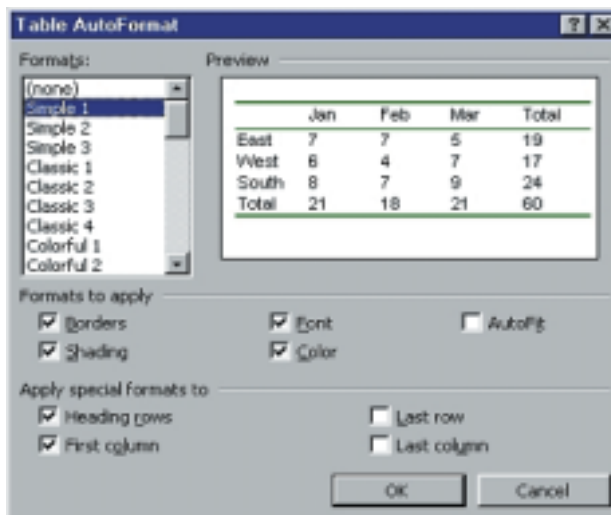 Table AutoFormat
Formats:
(none)
Simple 1
Simple 2
Simple 3
Classic 1
Classic 2
Classic 3
Classic 4
Colorful 1
Colorful 2
Preview
Jan Feb Mar Total
East 7 7 5 19
West 6 4 7 17
South 8 7 9 24
Total 21 18 21 60
Formats to apply
Borders Font AutoFit
Shading Color
Apply special formats to
Heading rows Last row
First column Last column
OK Cancel